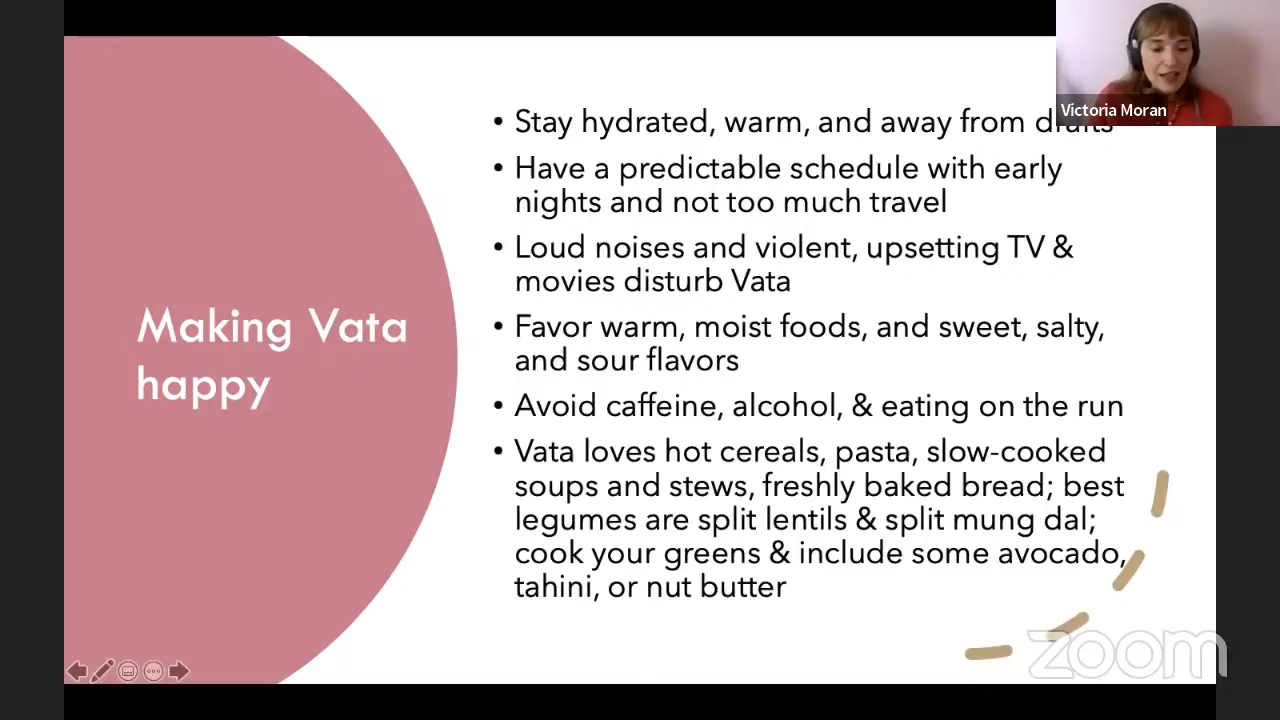 Victoria Moran
Making Vata
happy
• Stay hydrated, warm, and away from drafts
• Have a predictable schedule with early
nights and not too much travel
• Loud noises and violent, upsetting TV &
movies disturb Vata
• Favor warm, moist foods, and sweet, salty,
and sour flavors
• Avoid caffeine, alcohol, & eating on the run
• Vata loves hot cereals, pasta, slow-cooked
soups and stews, freshly baked bread; best
legumes are split lentils & split mung dal;
cook your greens & include some avocado,
tahini, or nut butter
zoom